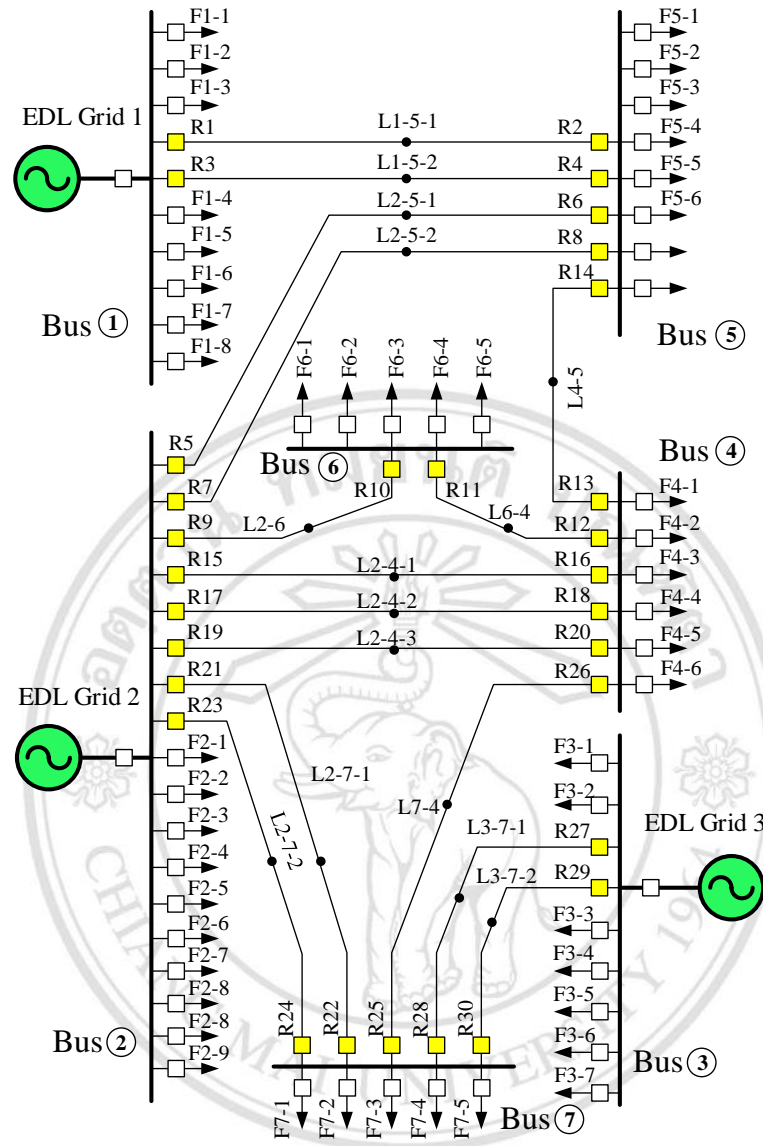 F1-1
F1-2
F1-3
EDL Grid 1
R1
R3
F1-4
F1-5
F1-6
F1-7
F1-8
Bus 1
L1-5-1
L1-5-2
L2-5-1
L2-5-2
R2
R4
R6
R8
R14
F5-1
F5-2
F5-3
F5-4
F5-5
F5-6
Bus 5
L4-5
F6-1
F6-2
F6-3
F6-4
F6-5
Bus 6
R10
R11
L2-6
L6-4
R5
R7
R9
R15
R17
R19
R21
R23
L2-4-1
L2-4-2
L2-4-3
Bus 4
R13
R12
R16
R18
R20
R26
F4-1
F4-2
F4-3
F4-4
F4-5
F4-6
EDL Grid 2
F2-1
F2-2
F2-3
F2-4
F2-5
F2-6
F2-7
F2-8
F2-8
F2-9
Bus 2
L2-7-1
L2-7-2
L7-4
L3-7-1
L3-7-2
F3-1
F3-2
R27
R29
EDL Grid 3
F3-3
F3-4
F3-5
F3-6
F3-7
Bus 3
R24
R22
R25
R28
R30
F7-1
F7-2
F7-3
F7-4
F7-5
Bus 7
CHIANG MAI UNIVERSITY 1964